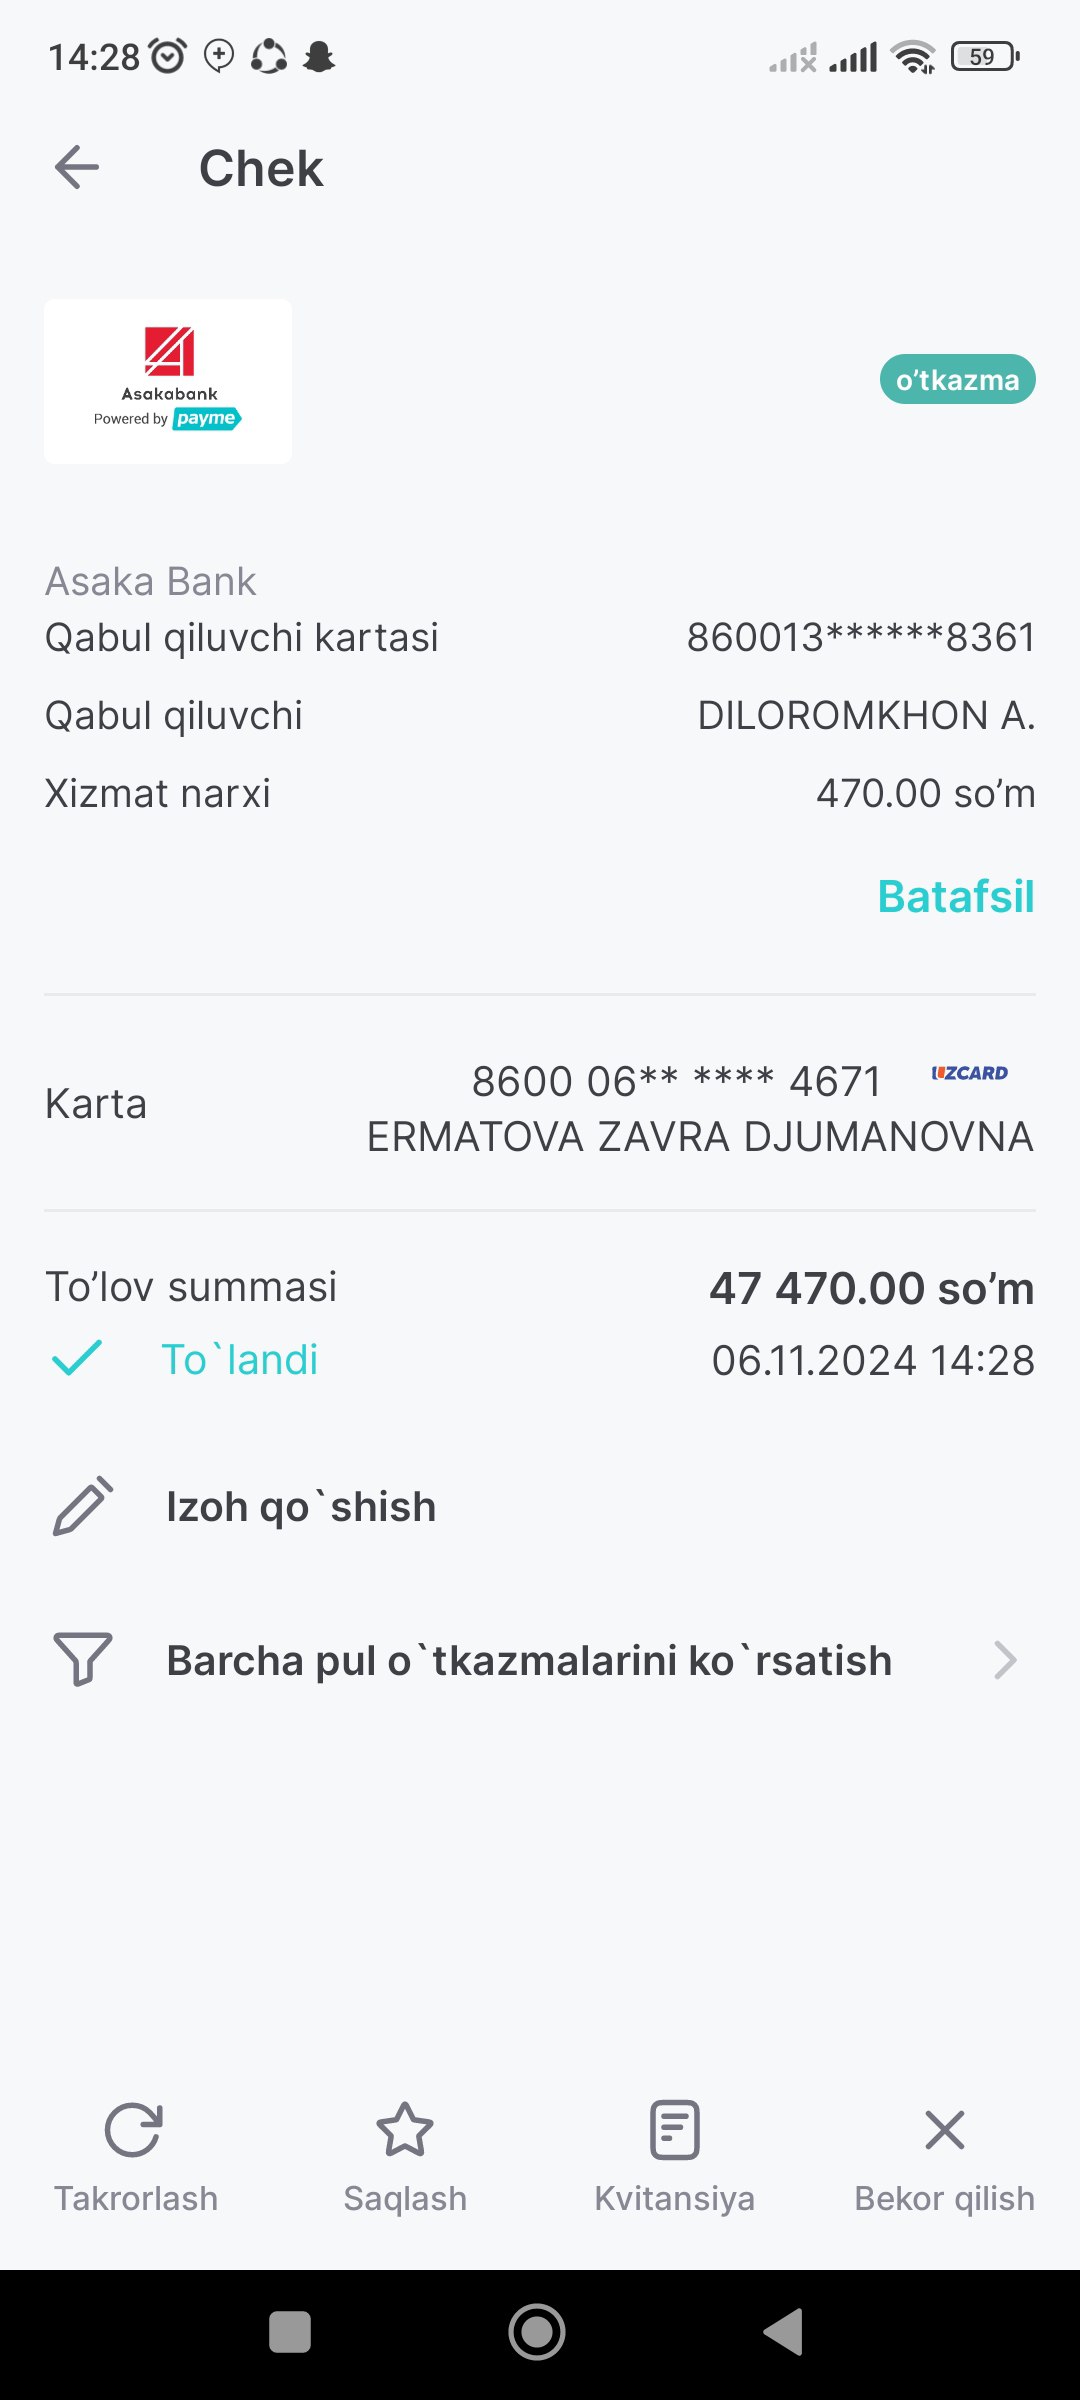 14:28
59
Chek
Asakabank
Powered by payme
o’tkazma
Asaka Bank
Qabul qiluvchi kartasi 860013******8361
Qabul qiluvchi DILOROMKHON A.
Xizmat narxi 470.00 so’m
Batafsil
Karta 8600 06** **** 4671 UZCARD
ERMATOVA ZAVRA DJUMANOVNA
To’lov summasi 47 470.00 so’m
To`landi 06.11.2024 14:28
Izoh qo`shish
Barcha pul o`tkazmalarini ko`rsatish
Takrorlash Saqlash Kvitansiya Bekor qilish